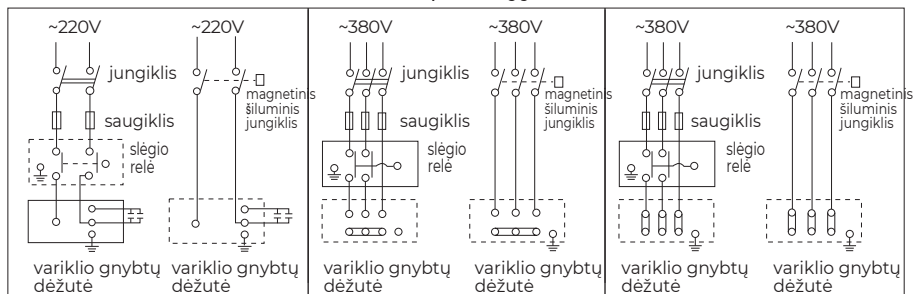 ~220V
jungiklis
saugiklis
slėgio
relė
variklio gnybtų
dėžutė
~220V
magnetinis
šiluminis
jungiklis
variklio gnybtų
dėžutė
~380V
jungiklis
saugiklis
slėgio
relė
variklio gnybtų
dėžutė
~380V
magnetinis
šiluminis
jungiklis
variklio gnybtų
dėžutė
~380V
jungiklis
saugiklis
slėgio
relė
variklio gnybtų
dėžutė
~380V
magnetinis
šiluminis
jungiklis
variklio gnybtų
dėžutė